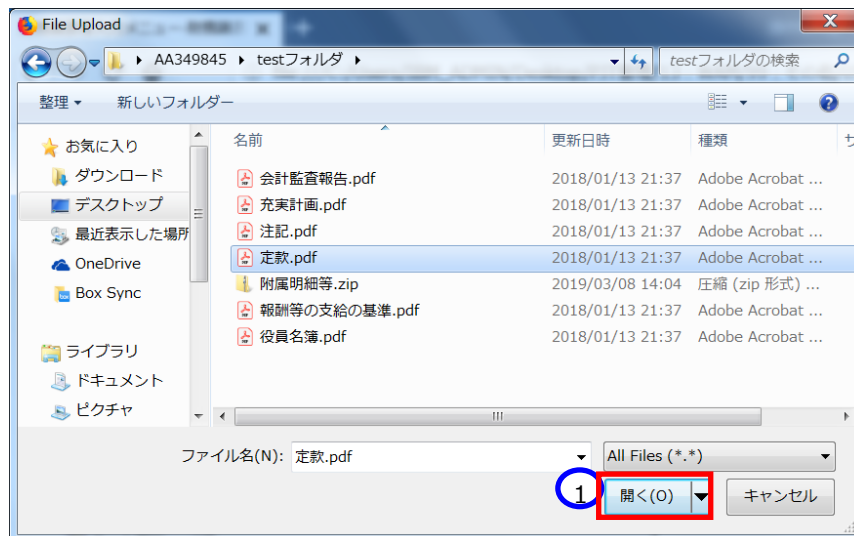 File Upload
AA349845 testフォルダ testフォルダの検索
整理 新しいフォルダー
名前 更新日時 種類
お気に入り
ダウンロード
デスクトップ
最近表示した場所
OneDrive
Box Sync
ライブラリ
ドキュメント
ピクチャ
会計監査報告.pdf 2018/01/13 21:37 Adobe Acrobat ...
充実計画.pdf 2018/01/13 21:37 Adobe Acrobat ...
注記.pdf 2018/01/13 21:37 Adobe Acrobat ...
定款.pdf 2018/01/13 21:37 Adobe Acrobat ...
附属明細等.zip 2019/03/08 14:04 圧縮 (zip 形式) ...
報酬等の支給の基準.pdf 2018/01/13 21:37 Adobe Acrobat ...
役員名簿.pdf 2018/01/13 21:37 Adobe Acrobat ...
ファイル名(N): 定款.pdf All Files (*.*)
1 開く(O) キャンセル